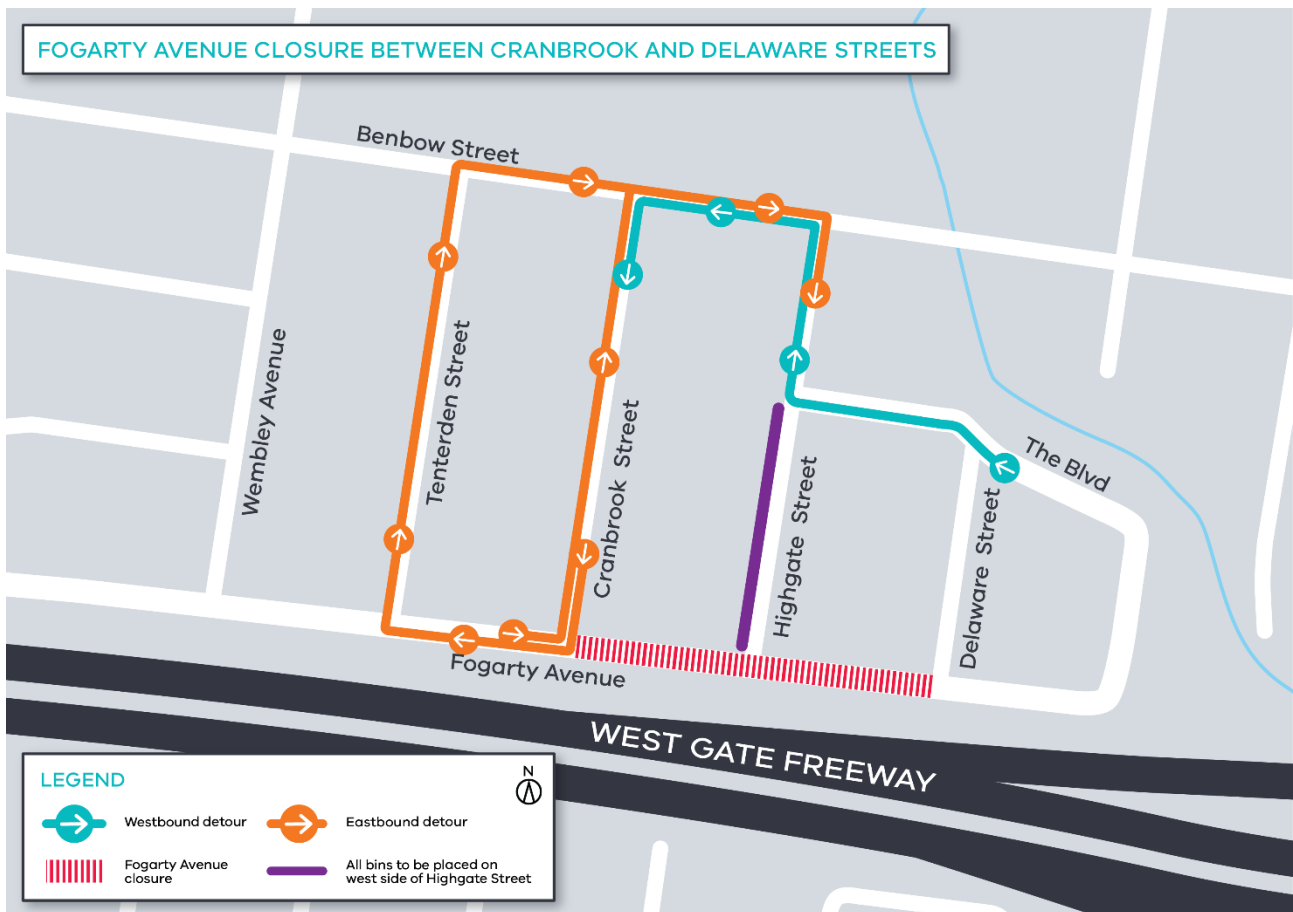 FOGARTY AVENUE CLOSURE BETWEEN CRANBROOK AND DELAWARE STREETS
Benbow Street
Wembley Avenue
Tenterden Street
Cranbrook Street
Highgate Street
Delaware Street
The Blvd
Fogarty Avenue
WEST GATE FREEWAY
LEGEND
N
Westbound detour
Eastbound detour
Fogarty Avenue
closure
All bins to be placed on
west side of Highgate Street